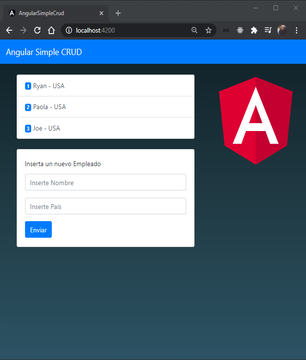 AngularSimpleCrud
localhost:4200
Angular Simple CRUD
1 Ryan - USA
2 Paola - USA
3 Joe - USA
Inserta un nuevo Empleado
Inserte Nombre
Inserte País
Enviar